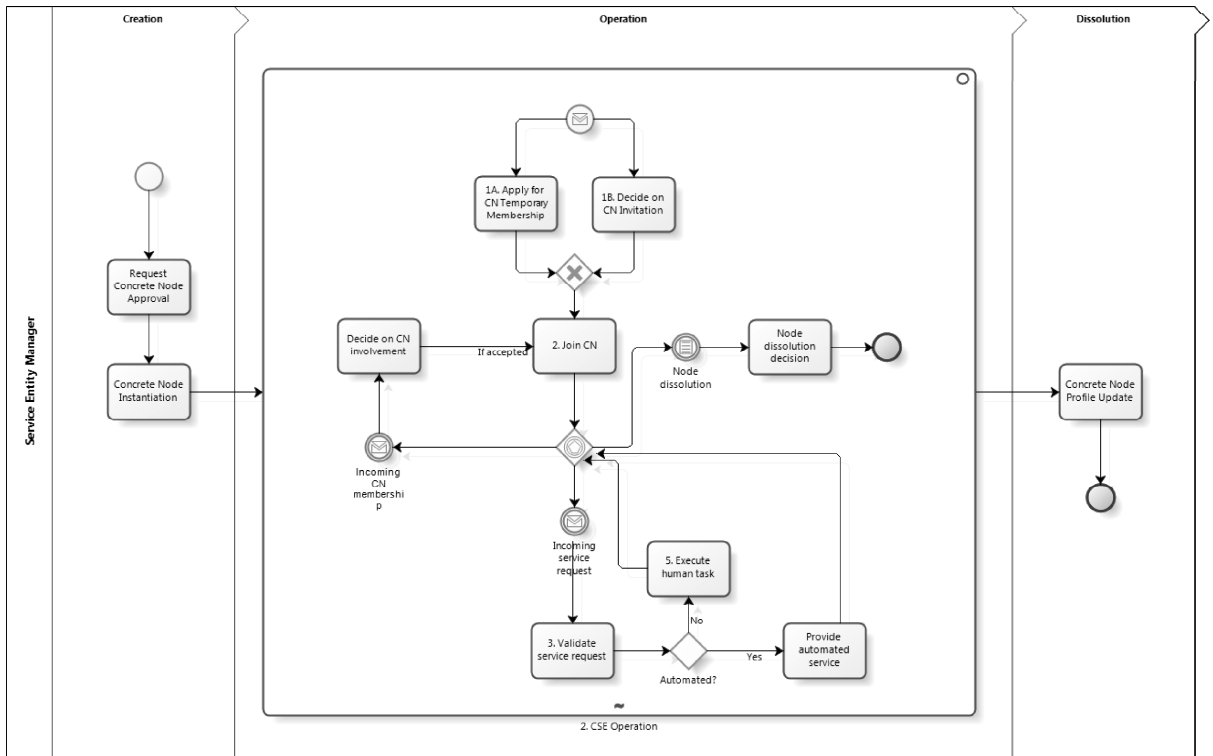 Creation
Operation
Dissolution
Service Entity Manager
Request
Concrete Node
Approval
Concrete Node
Instantiation
1A. Apply for
CN Temporary
Membership
1B. Decide on
CN Invitation
Decide on CN
involvement
If accepted
2. Join CN
Node
dissolution
Node
dissolution
decision
Incoming
CN
membershi
p
Incoming
service
request
5. Execute
human task
No
3. Validate
service request
Automated?
Yes
Provide
automated
service
2. CSE Operation
Concrete Node
Profile Update